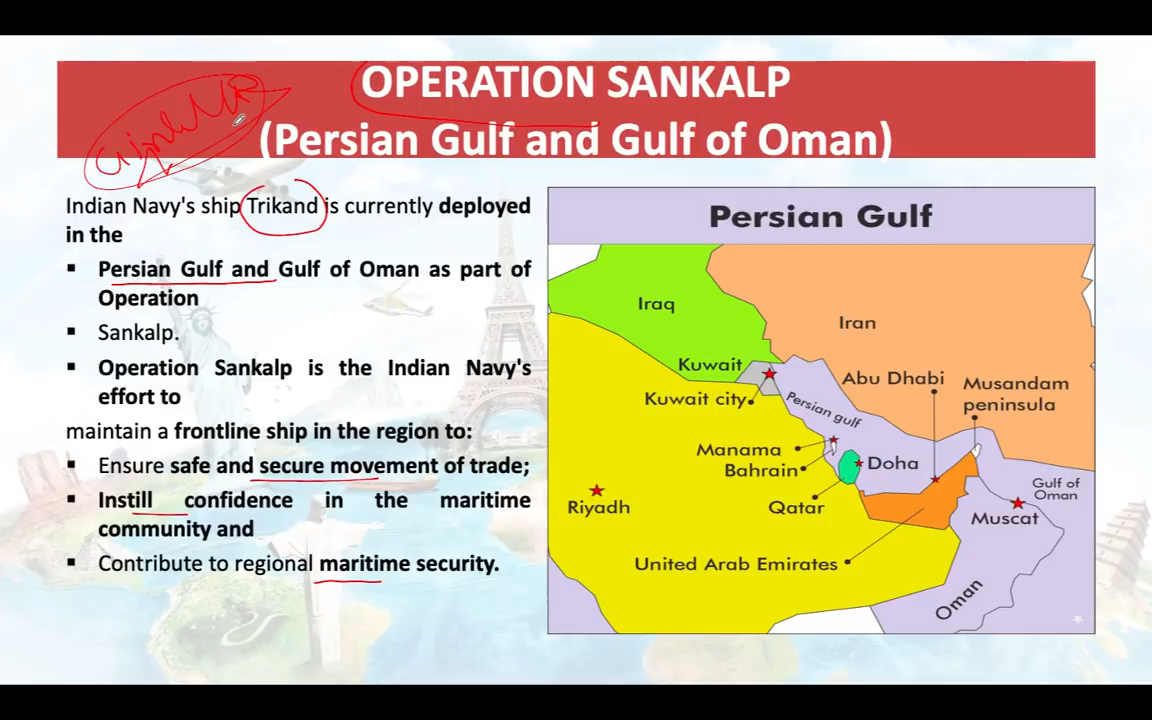 OPERATION SANKALP
(Persian Gulf and Gulf of Oman)
Indian Navy's ship Trikand is currently deployed
in the
▪ Persian Gulf and Gulf of Oman as part of
Operation
▪ Sankalp.
▪ Operation Sankalp is the Indian Navy's
effort to
maintain a frontline ship in the region to:
▪ Ensure safe and secure movement of trade;
▪ Instill confidence in the maritime
community and
▪ Contribute to regional maritime security.
Persian Gulf
Iraq
Iran
Kuwait
Abu Dhabi
Musandam
peninsula
Kuwait city
Persian gulf
Manama
Bahrain
Doha
Gulf of
Oman
Riyadh
Qatar
Muscat
United Arab Emirates
Oman